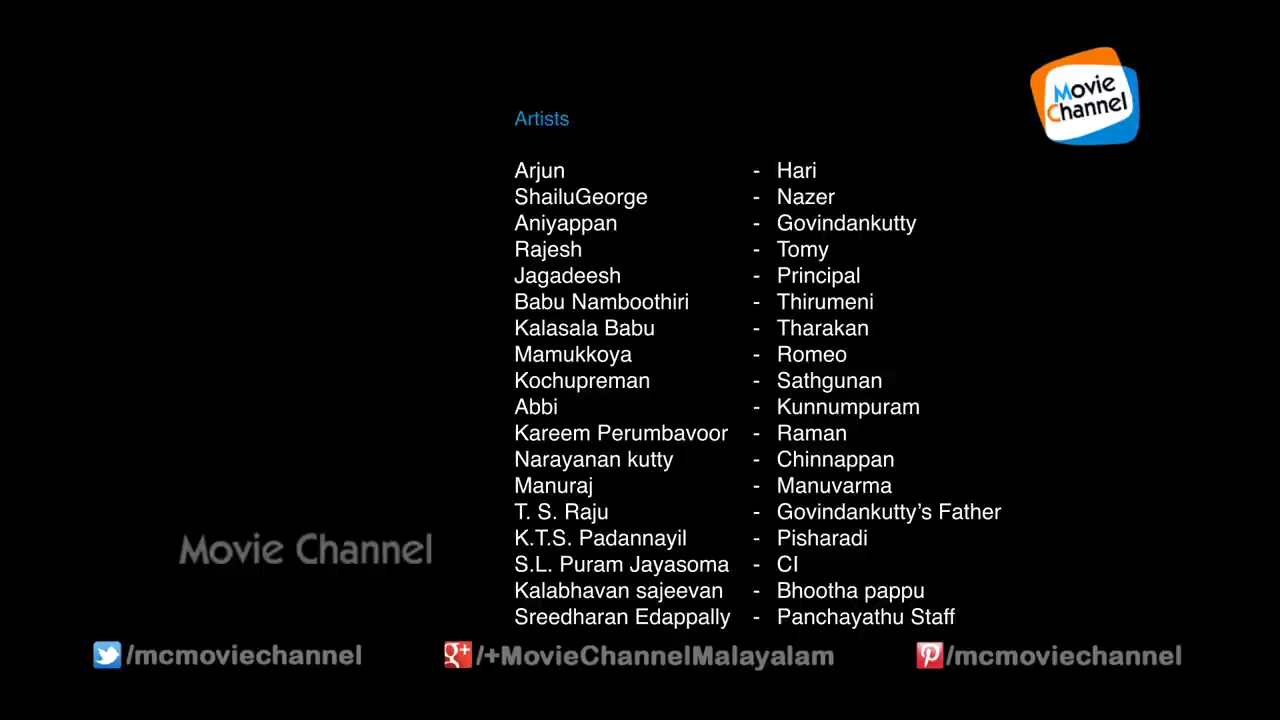 Movie
Channel
Artists
Arjun - Hari
ShailuGeorge - Nazer
Aniyappan - Govindankutty
Rajesh - Tomy
Jagadeesh - Principal
Babu Namboothiri - Thirumeni
Kalasala Babu - Tharakan
Mamukkoya - Romeo
Kochupreman - Sathgunan
Abbi - Kunnumpuram
Kareem Perumbavoor - Raman
Narayanan kutty - Chinnappan
Manuraj - Manuvarma
T. S. Raju - Govindankutty’s Father
K.T.S. Padannayil - Pisharadi
S.L. Puram Jayasoma - CI
Kalabhavan sajeevan - Bhootha pappu
Sreedharan Edappally - Panchayathu Staff
Movie Channel
/mcmoviechannel g+ /+MovieChannelMalayalam /mcmoviechannel